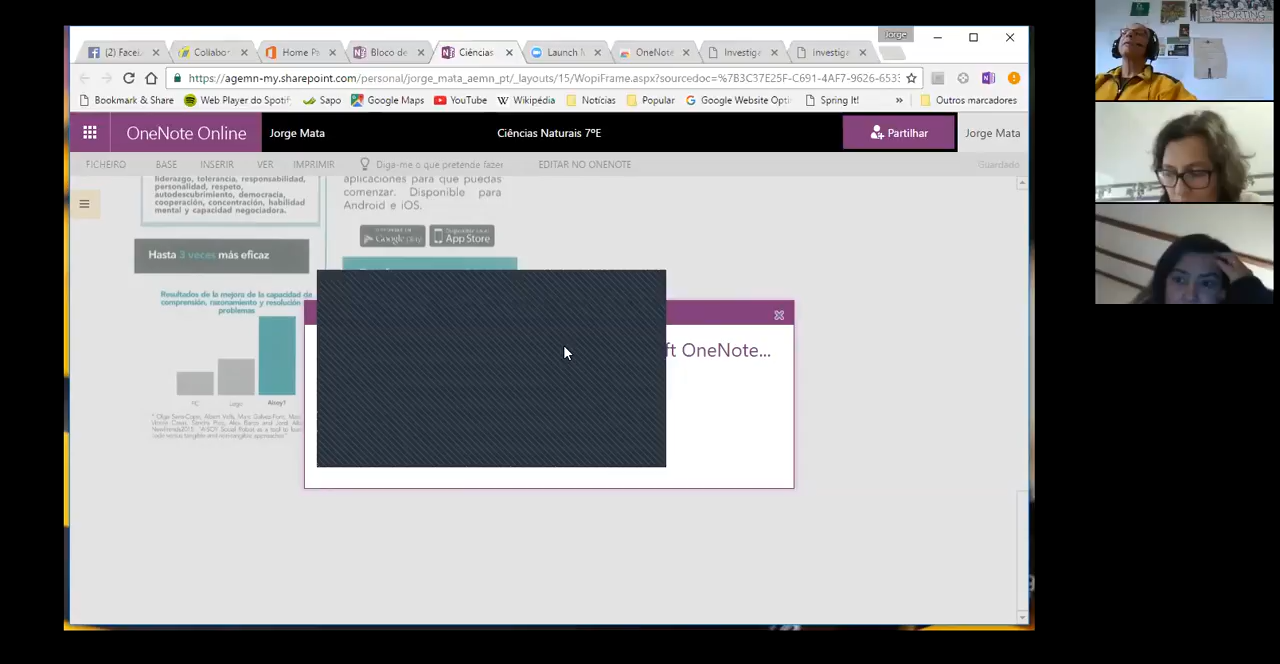 Jorge
(2) Face
Collabor
Home P
Bloco de
Ciências
Launch M
OneNote
Investiga
Investiga
https://agemn-my.sharepoint.com/personal/jorge_mata_aemn_pt/_layouts/15/WopiFrame.aspx?sourcedoc=%7B3C37E25F-C691-4AF7-9626-653
Bookmark & Share
Web Player do Spotif
Sapo
Google Maps
YouTube
Wikipédia
Notícias
Popular
Google Website Opti
Spring It!
»
Outros marcadores
OneNote Online
Jorge Mata
Ciências Naturais 7ºE
Partilhar
Jorge Mata
FICHEIRO
BASE
INSERIR
VER
IMPRIMIR
Diga-me o que pretende fazer
EDITAR NO ONENOTE
Guardado
liderazgo, tolerancia, responsabilidad,
personalidad, respeto,
autodescubrimiento, democracia,
cooperación, concentración, habilidad
mental y capacidad negociadora.
aplicaciones para que puedas
comenzar. Disponible para
Android e iOS.
Google play
App Store
Hasta 3 veces más eficaz
Resultados de la mejora de la capacidad de
comprensión, razonamiento y resolución
problemas
PC
Lego
Aisoy1
ft OneNote...
SPORTING